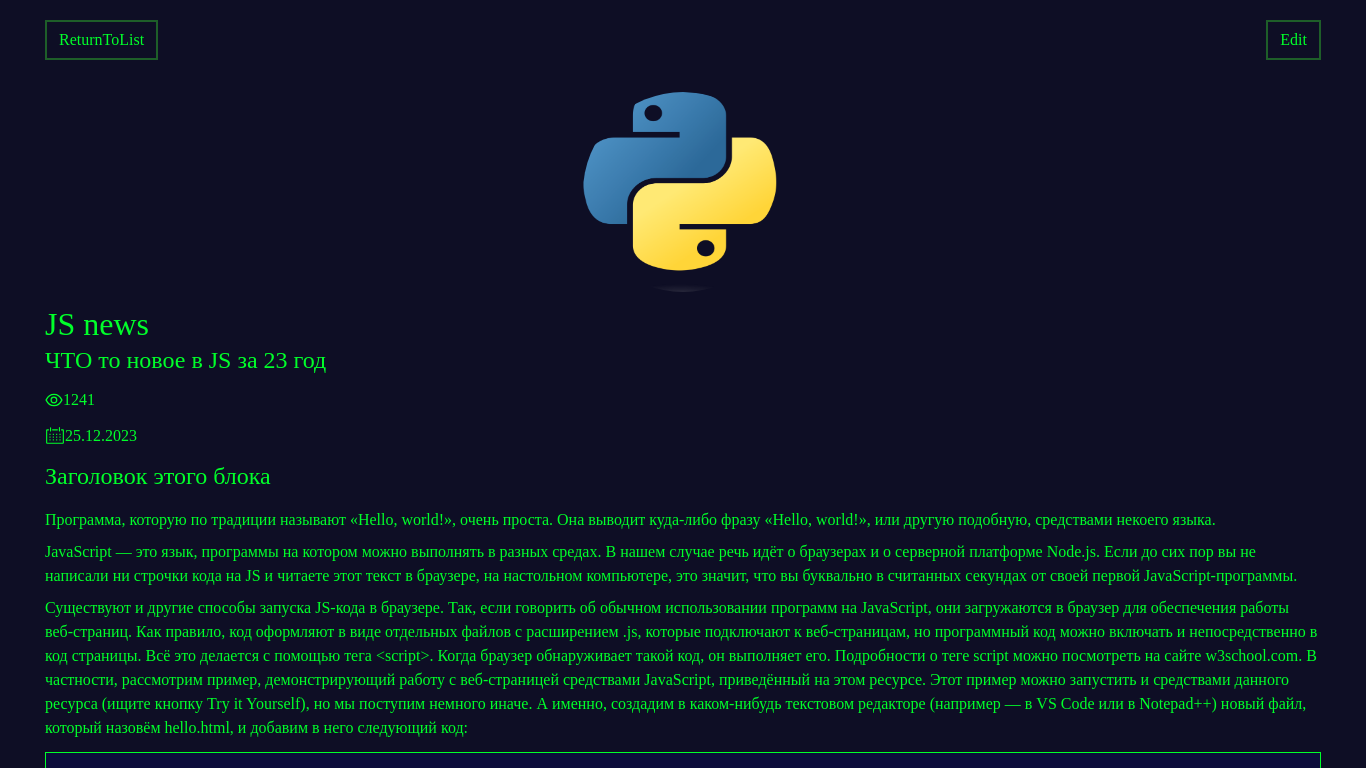 ReturnToList
Edit
JS news
ЧТО то новое в JS за 23 год
1241
25.12.2023
Заголовок этого блока
Программа, которую по традиции называют «Hello, world!», очень проста. Она выводит куда-либо фразу «Hello, world!», или другую подобную, средствами некоего языка.
JavaScript — это язык, программы на котором можно выполнять в разных средах. В нашем случае речь идёт о браузерах и о серверной платформе Node.js. Если до сих пор вы не
написали ни строчки кода на JS и читаете этот текст в браузере, на настольном компьютере, это значит, что вы буквально в считанных секундах от своей первой JavaScript-программы.
Существуют и другие способы запуска JS-кода в браузере. Так, если говорить об обычном использовании программ на JavaScript, они загружаются в браузер для обеспечения работы
веб-страниц. Как правило, код оформляют в виде отдельных файлов с расширением .js, которые подключают к веб-страницам, но программный код можно включать и непосредственно в
код страницы. Всё это делается с помощью тега <script>. Когда браузер обнаруживает такой код, он выполняет его. Подробности о теге script можно посмотреть на сайте w3school.com. В
частности, рассмотрим пример, демонстрирующий работу с веб-страницей средствами JavaScript, приведённый на этом ресурсе. Этот пример можно запустить и средствами данного
ресурса (ищите кнопку Try it Yourself), но мы поступим немного иначе. А именно, создадим в каком-нибудь текстовом редакторе (например — в VS Code или в Notepad++) новый файл,
который назовём hello.html, и добавим в него следующий код: